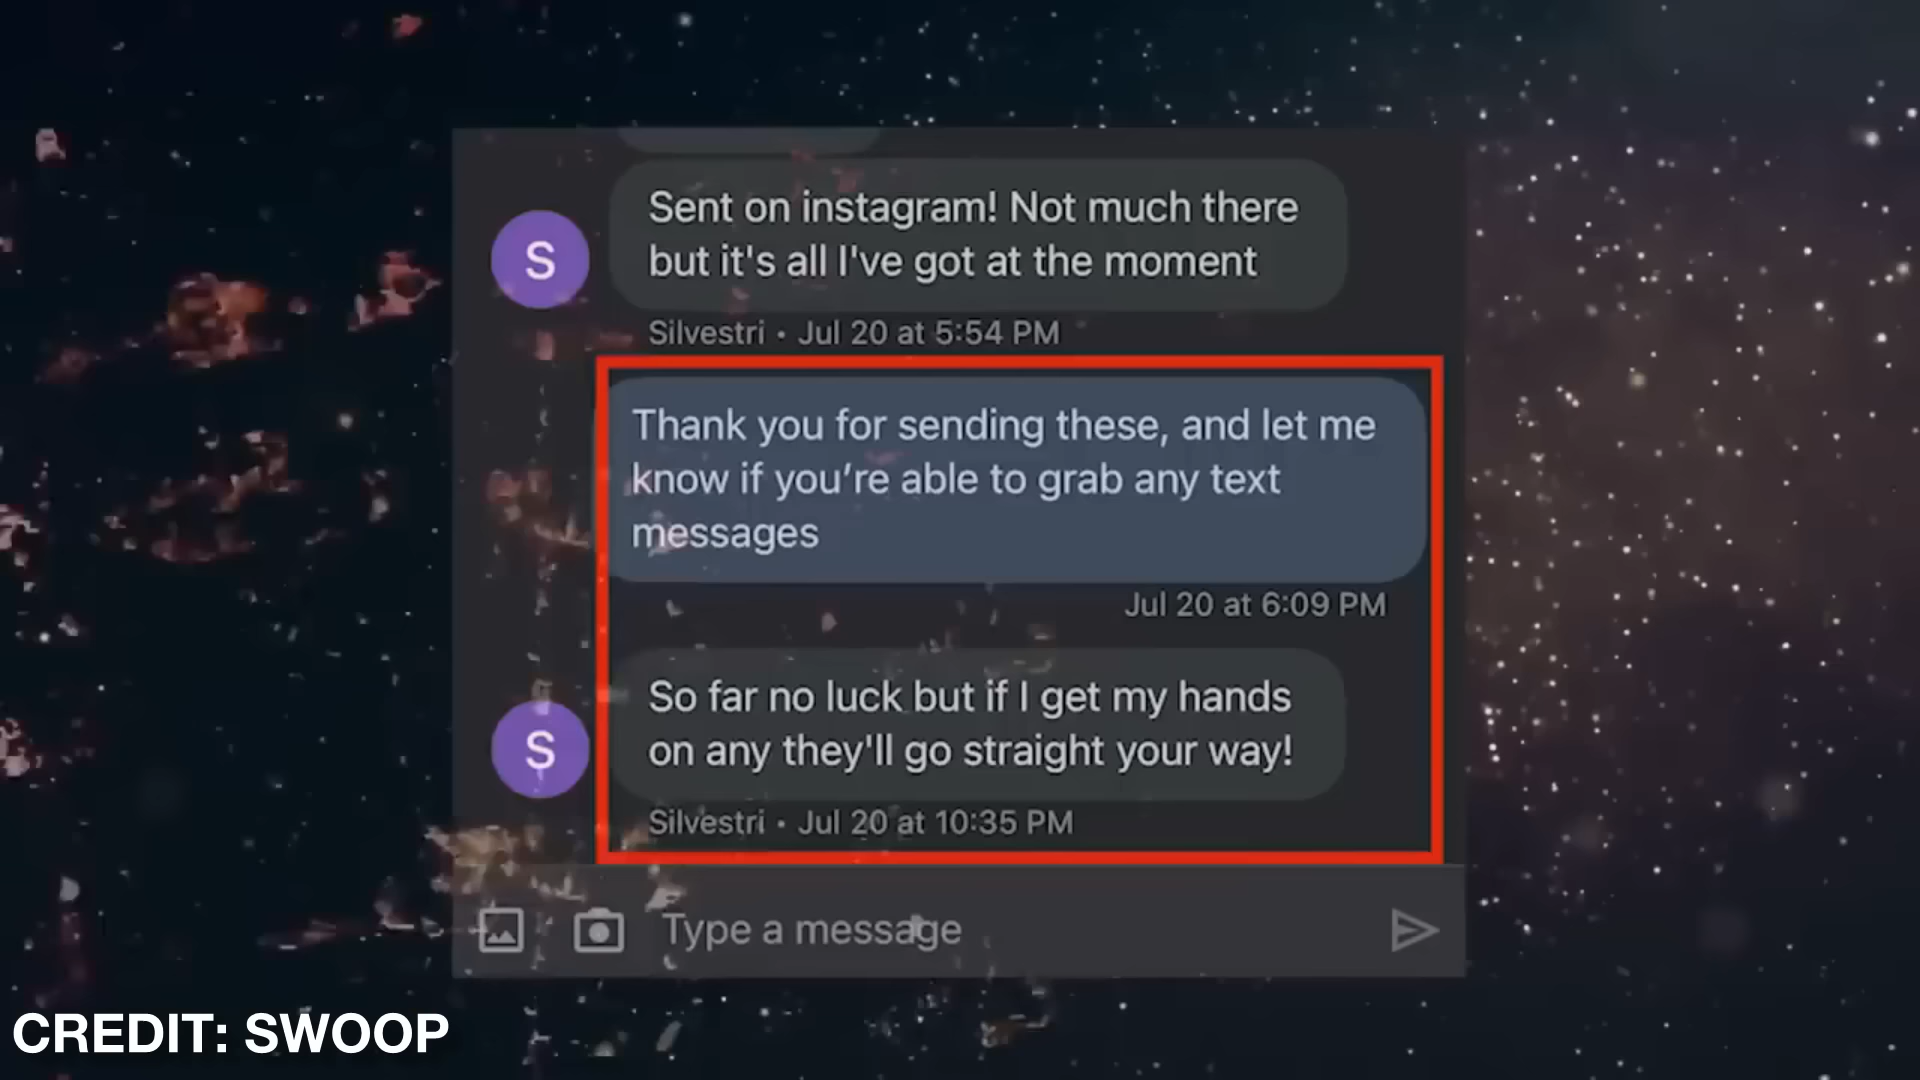 Sent on instagram! Not much there
but it's all I've got at the moment
S
Silvestri • Jul 20 at 5:54 PM
Thank you for sending these, and let me
know if you’re able to grab any text
messages
Jul 20 at 6:09 PM
So far no luck but if I get my hands
on any they'll go straight your way!
S
Silvestri • Jul 20 at 10:35 PM
Type a message
CREDIT: SWOOP